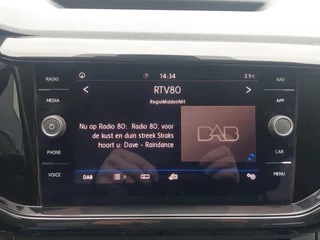 RADIO
14:34
2.5°C
NAV
RTV80
RegioMiddenNH
MEDIA
APP
Nu op Radio 80: Radio 80, voor
de kust en duin streek Straks
hoort u: Dave - Raindance
DAB
PHONE
CAR
VOICE
DAB
MENU